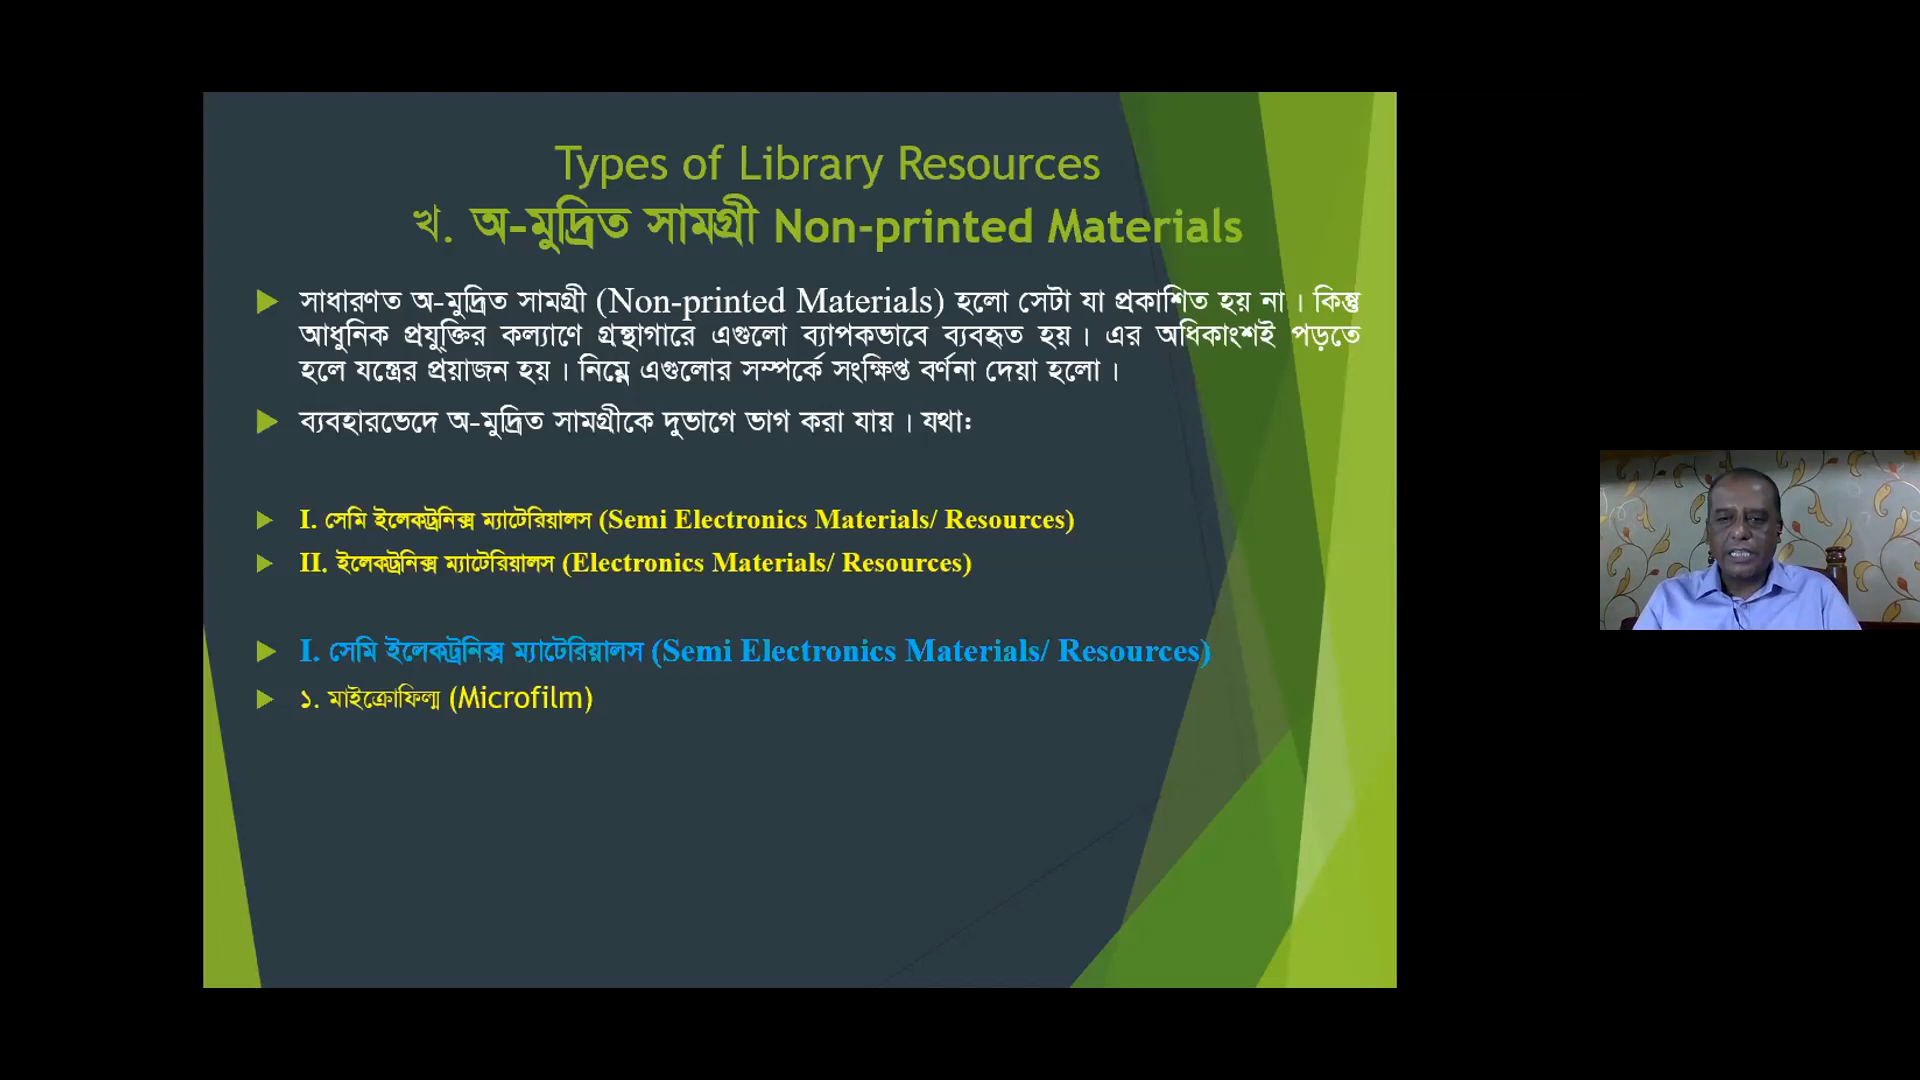 Types of Library Resources
খ. অ-মুদ্রিত সামগ্রী Non-printed Materials
সাধারণত অ-মুদ্রিত সামগ্রী (Non-printed Materials) হলো সেটা যা প্রকাশিত হয় না। কিন্তু
আধুনিক প্রযুক্তির কল্যাণে গ্রন্থাগারে এগুলো ব্যাপকভাবে ব্যবহৃত হয়। এর অধিকাংশই পড়তে
হলে যন্ত্রের প্রয়াজন হয়। নিম্নে এগুলোর সম্পর্কে সংক্ষিপ্ত বর্ণনা দেয়া হলো।
ব্যবহারভেদে অ-মুদ্রিত সামগ্রীকে দুভাগে ভাগ করা যায়। যথা:
I. সেমি ইলেকট্রনিক্স ম্যাটেরিয়ালস (Semi Electronics Materials/ Resources)
II. ইলেকট্রনিক্স ম্যাটেরিয়ালস (Electronics Materials/ Resources)
I. সেমি ইলেকট্রনিক্স ম্যাটেরিয়ালস (Semi Electronics Materials/ Resources)
১. মাইক্রোফিল্ম (Microfilm)